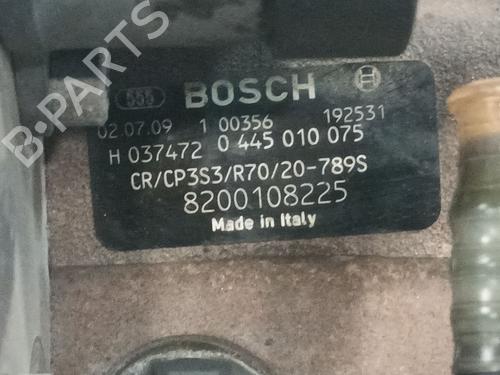 555 BOSCH
02.07.09 1 00356 192531
H 037472 0 445 010 075
CR/CP3S3/R70/20-789S
8200108225
Made in Italy
B-PARTS